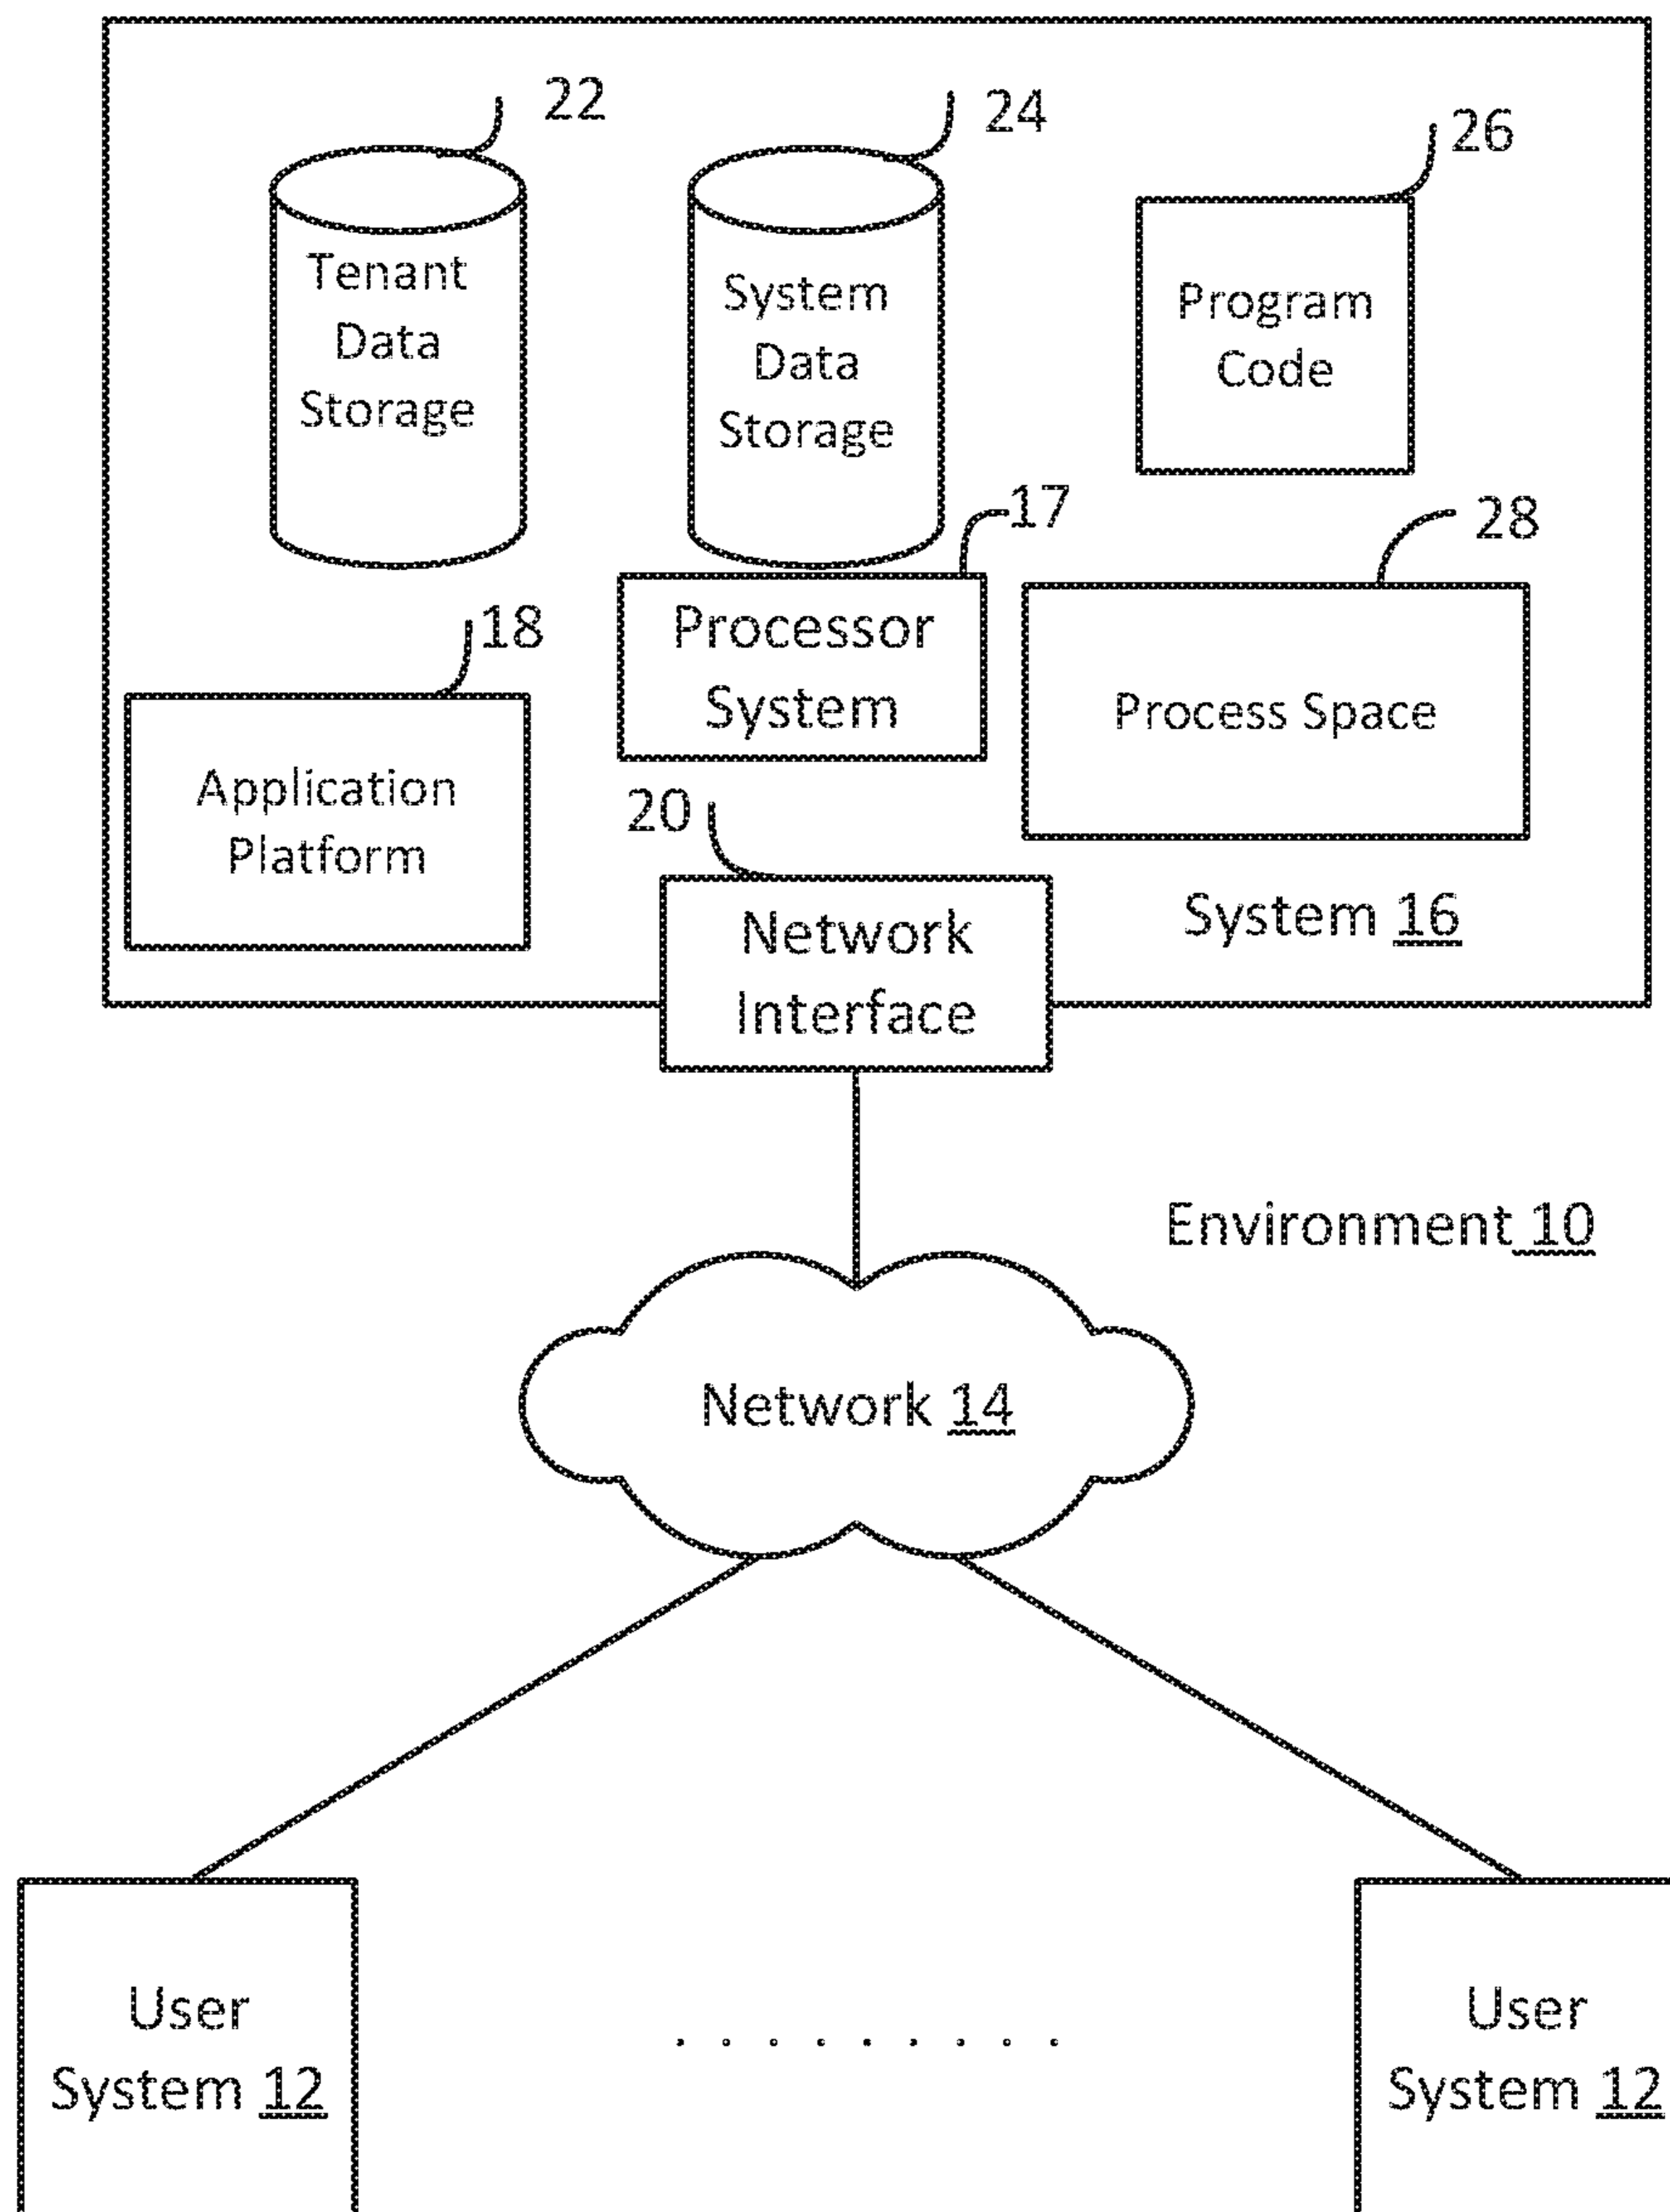 22
24
26
Tenant
Data
Storage
System
Data
Storage
Program
Code
17
28
18
Processor
System
Process Space
Application
Platform
20
Network
Interface
System 16
Environment 10
Network 14
User
System 12
User
System 12